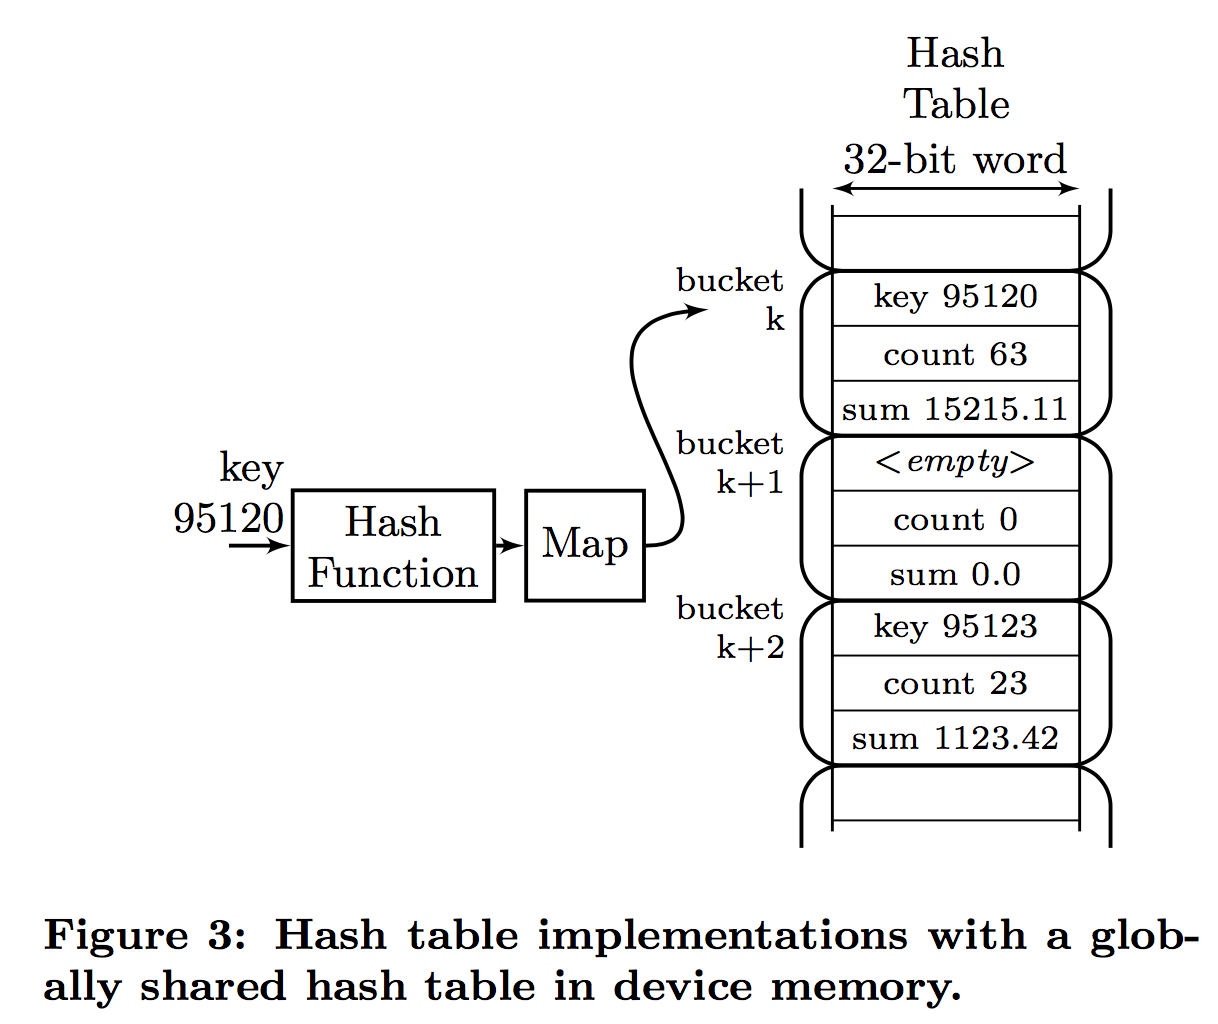 Hash
Table
32-bit word
bucket
k
key 95120
count 63
sum 15215.11
bucket
k+1
<empty>
count 0
sum 0.0
bucket
k+2
key 95123
count 23
sum 1123.42
key
95120
Hash
Function
Map
Figure 3: Hash table implementations with a glob-
ally shared hash table in device memory.